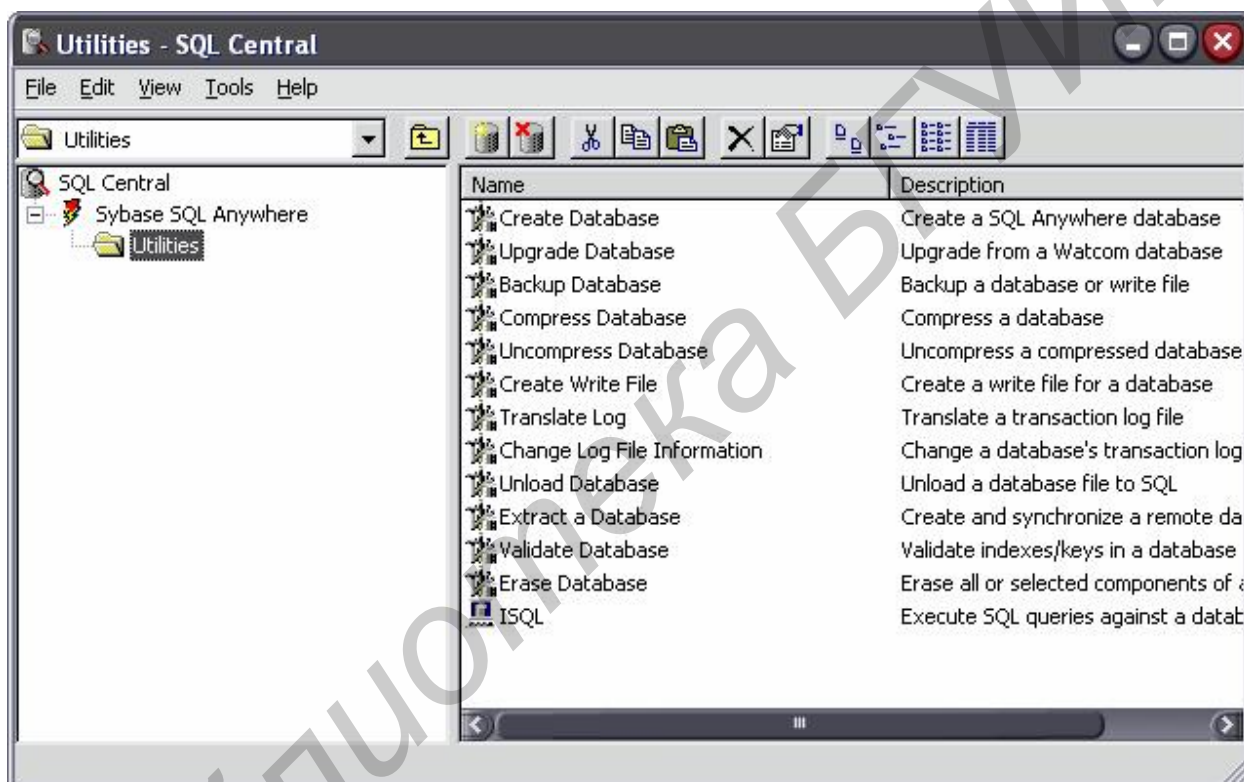 Utilities - SQL Central
File Edit View Tools Help
Utilities
SQL Central
Sybase SQL Anywhere
Utilities
Name Description
Create Database Create a SQL Anywhere database
Upgrade Database Upgrade from a Watcom database
Backup Database Backup a database or write file
Compress Database Compress a database
Uncompress Database Uncompress a compressed database
Create Write File Create a write file for a database
Translate Log Translate a transaction log file
Change Log File Information Change a database's transaction log
Unload Database Unload a database file to SQL
Extract a Database Create and synchronize a remote da
Validate Database Validate indexes/keys in a database
Erase Database Erase all or selected components of
ISQL Execute SQL queries against a datab
лиотека БГУИ